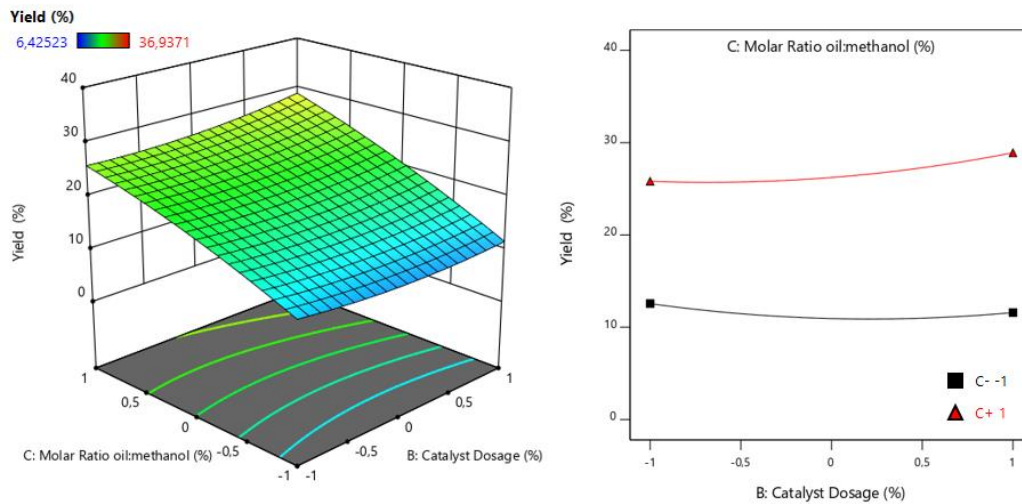 Yield (%)
6,42523 36,9371
40
30
20
10
0
Yield (%)
1
0,5
0
-0,5
-1
C: Molar Ratio oil:methanol (%)
-1
-0,5
0
0,5
1
B: Catalyst Dosage (%)
C: Molar Ratio oil:methanol (%)
40
30
20
10
0
Yield (%)
C- -1
C+ 1
-1 -0,5 0 0,5 1
B: Catalyst Dosage (%)